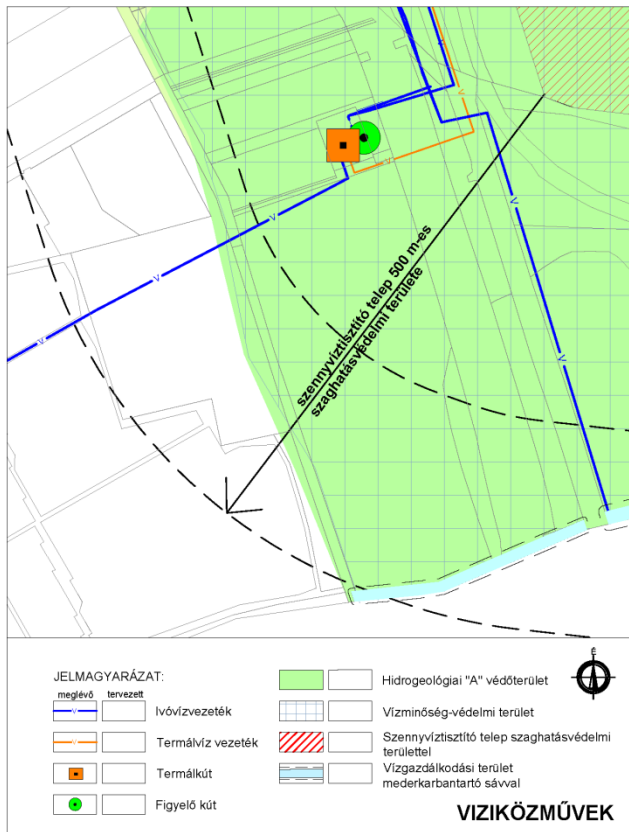 szennyvíztisztító telep 500 m-es
szaghatásvédelmi területe
V
V
V
V
V
V
V
V
JELMAGYARÁZAT:
meglévő tervezett
V Ivóvízvezeték
V Termálvíz vezeték
Termálkút
Figyelő kút
Hidrogeológiai "A" védőterület
Vízminőség-védelmi terület
Szennyvíztisztító telep szaghatásvédelmi
területtel
Vízgazdálkodási terület
mederkarbantartó sávval
É
VIZIKÖZMŰVEK